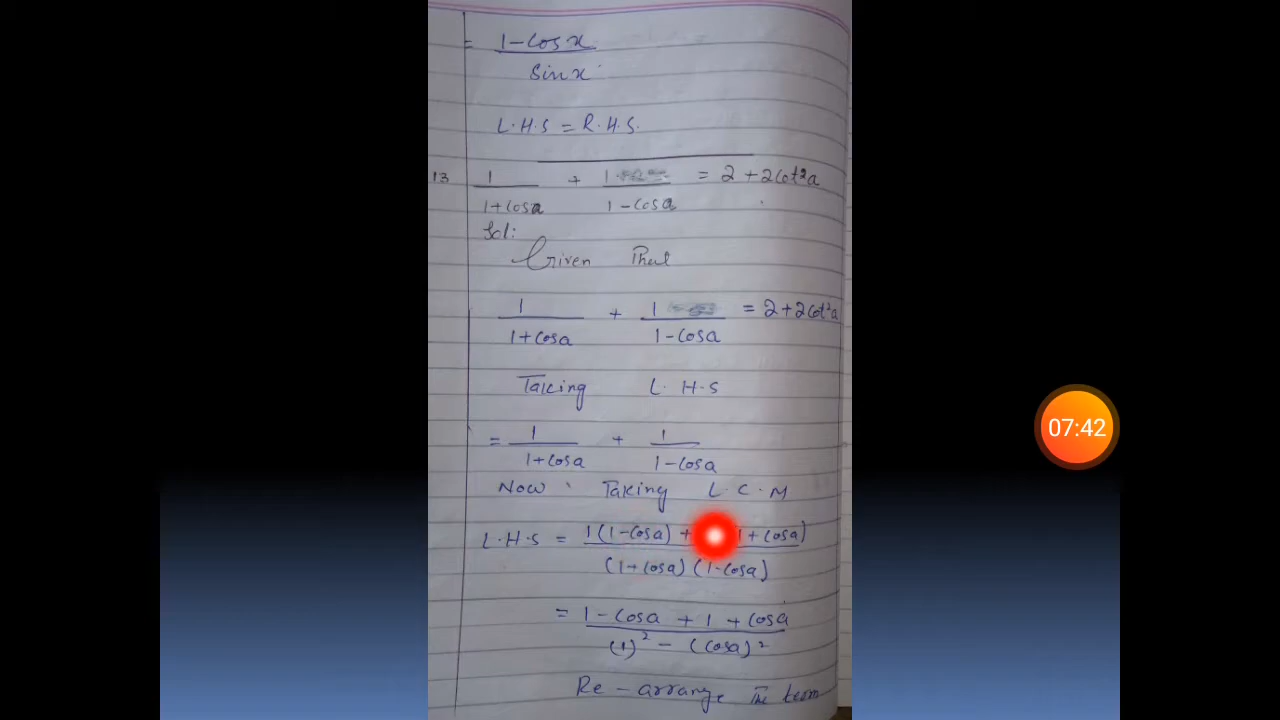 = 1-Cosx
Sinx
L.H.S = R.H.S.
13 1 + 1 = 2 + 2Cot²a
1+Cosa 1-Cosa
Sol:
Given That
1 + 1 = 2+2Cot²a
1+Cosa 1-Cosa
Taking L.H.S
= 1 + 1
1+Cosa 1-Cosa
Now Taking L.C.M
07:42
L.H.S = 1(1-Cosa) + 1+Cosa)
(1+Cosa) (1-Cosa)
= 1-Cosa + 1 + Cosa
(1)² - (Cosa)²
Re-arrange The term